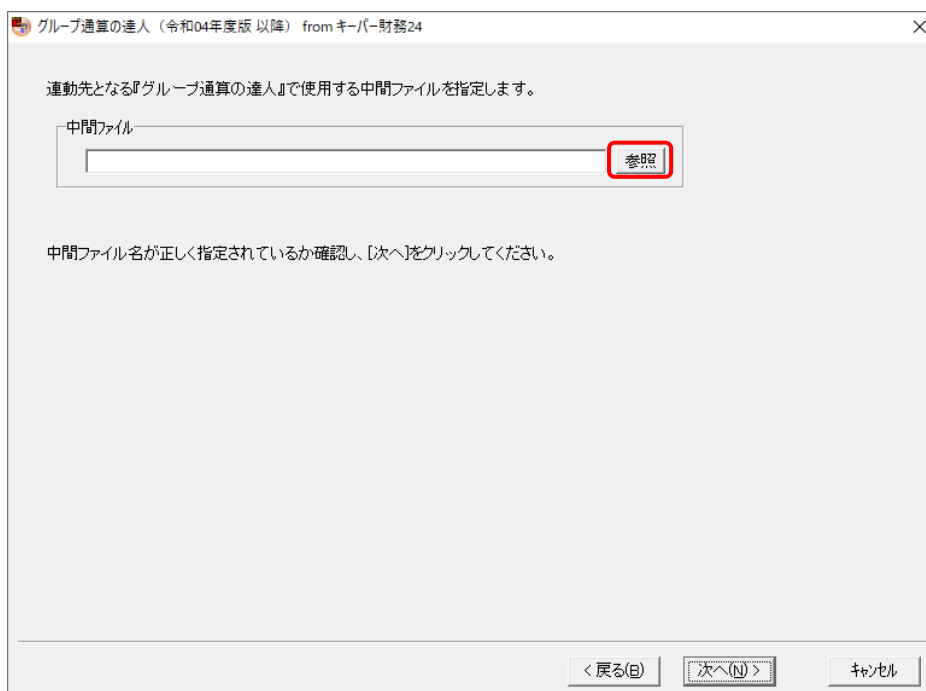 グループ通算の達人（令和04年度版 以降） from キーパー財務24
連動先となる『グループ通算の達人』で使用する中間ファイルを指定します。
中間ファイル
参照
中間ファイル名が正しく指定されているか確認し、[次へ]をクリックしてください。
< 戻る(B)
次へ(N) >
キャンセル